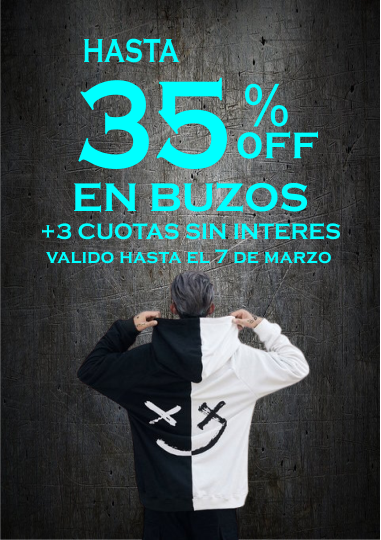 HASTA
35%
OFF
EN BUZOS
+3 CUOTAS SIN INTERES
VALIDO HASTA EL 7 DE MARZO